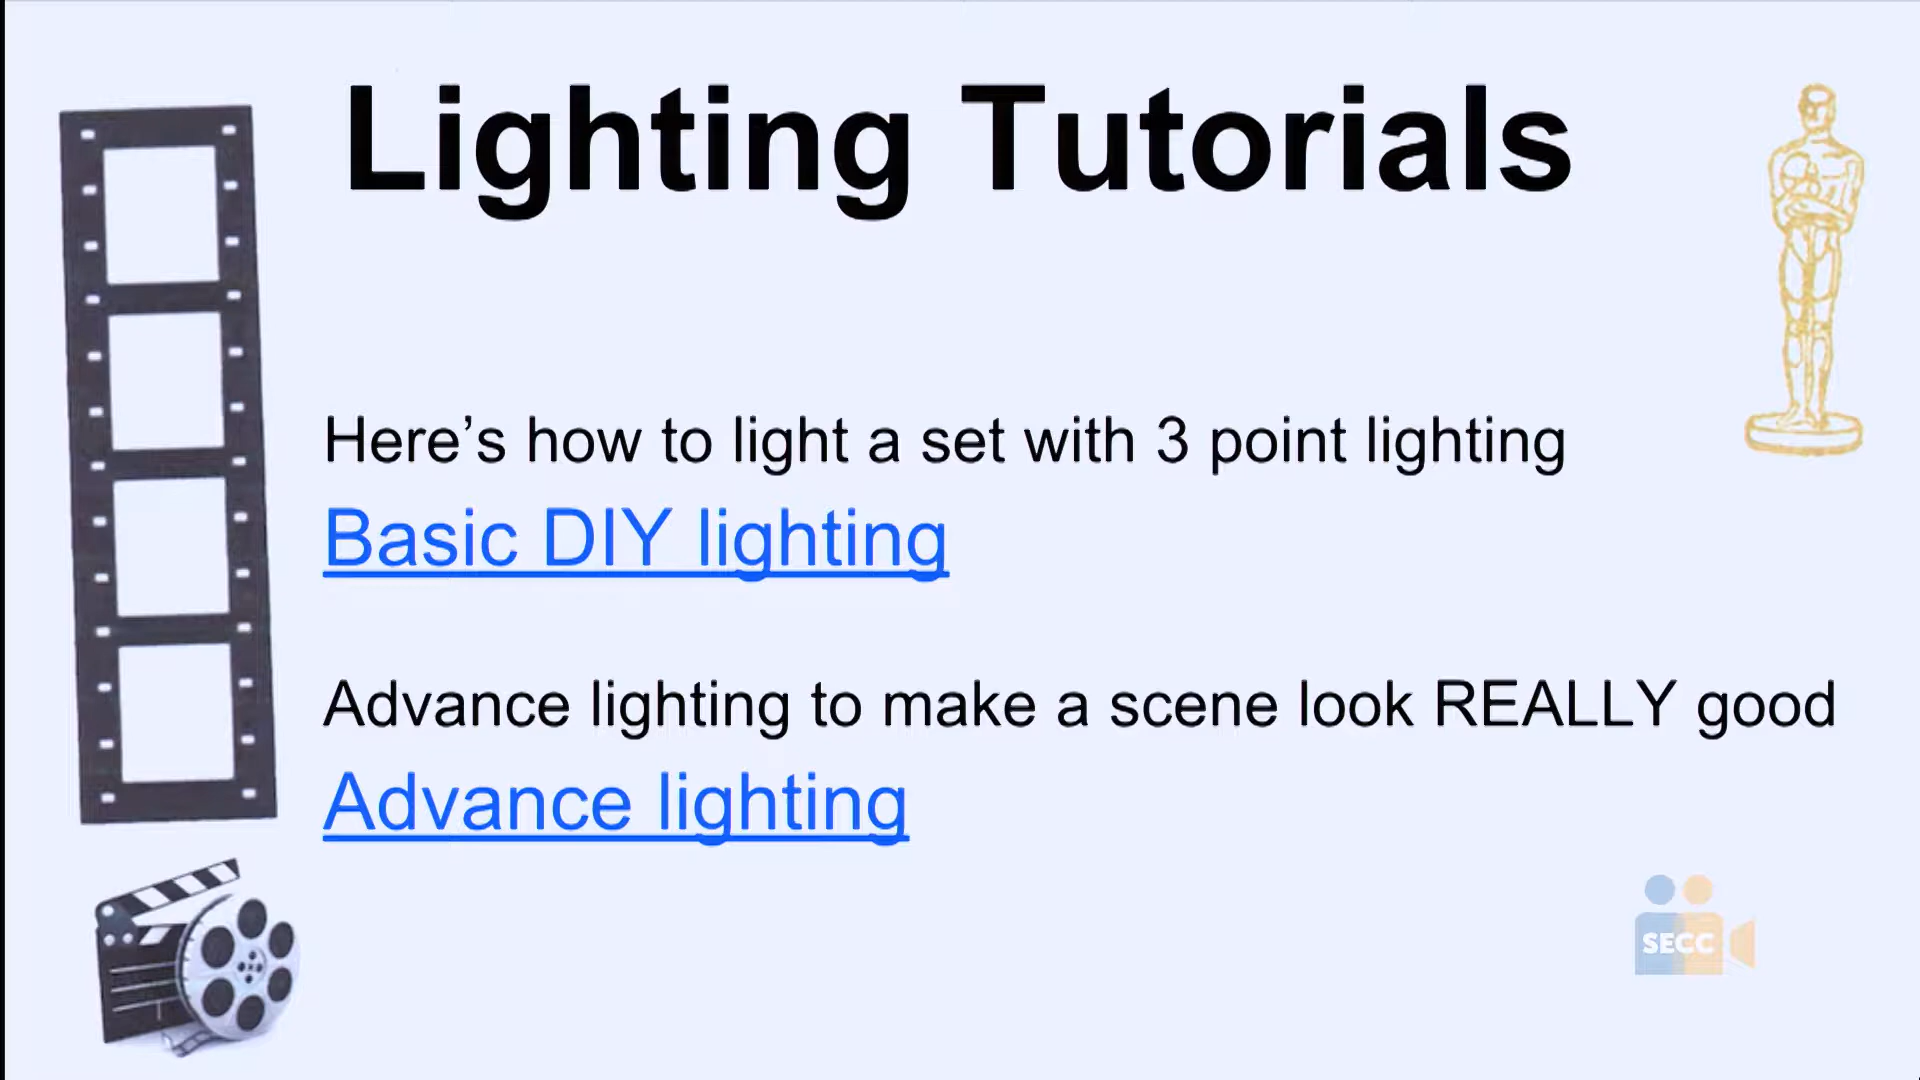 Lighting Tutorials
Here’s how to light a set with 3 point lighting
Basic DIY lighting
Advance lighting to make a scene look REALLY good
Advance lighting
SECC